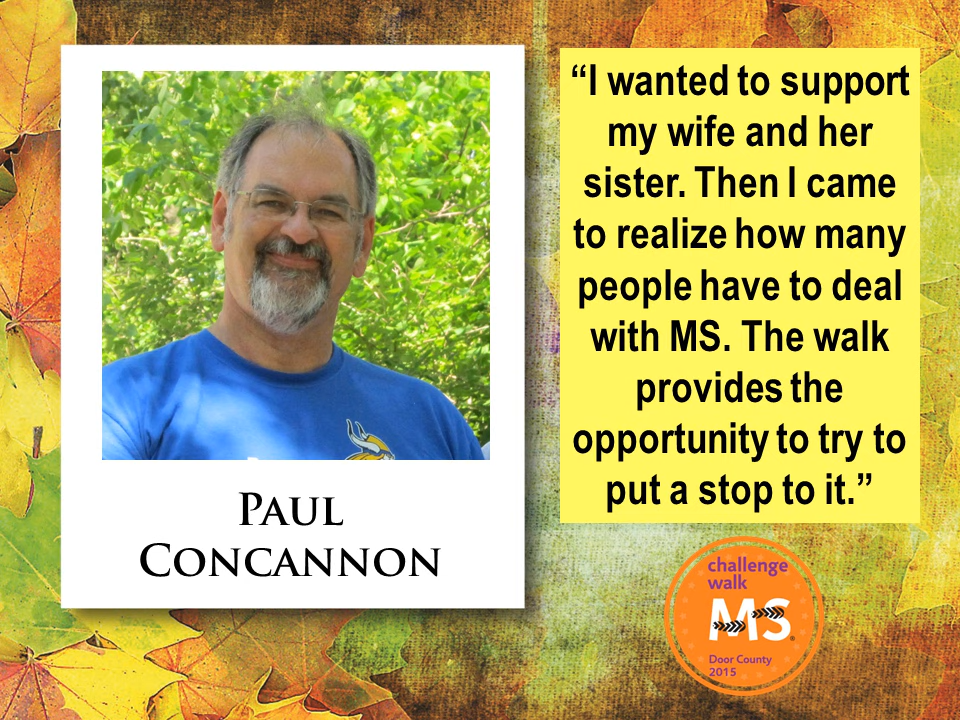 Paul
Concannon
“I wanted to support
my wife and her
sister. Then I came
to realize how many
people have to deal
with MS. The walk
provides the
opportunity to try to
put a stop to it.”
challenge
walk
MS®
Door County
2015